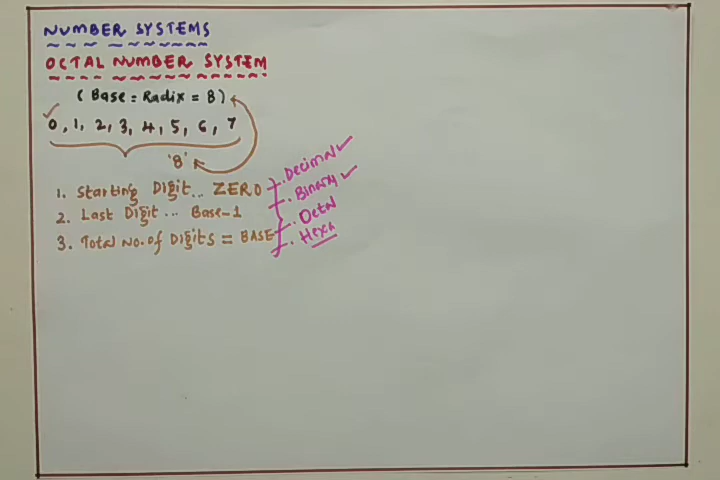 NUMBER SYSTEMS
OCTAL NUMBER SYSTEM
(Base = Radix = 8)
0, 1, 2, 3, 4, 5, 6, 7
'8'
1. Starting Digit... ZERO
2. Last Digit... Base-1
3. Total No. of Digits = BASE
. Decimal ✓
. Binary ✓
. Octal
. Hexa